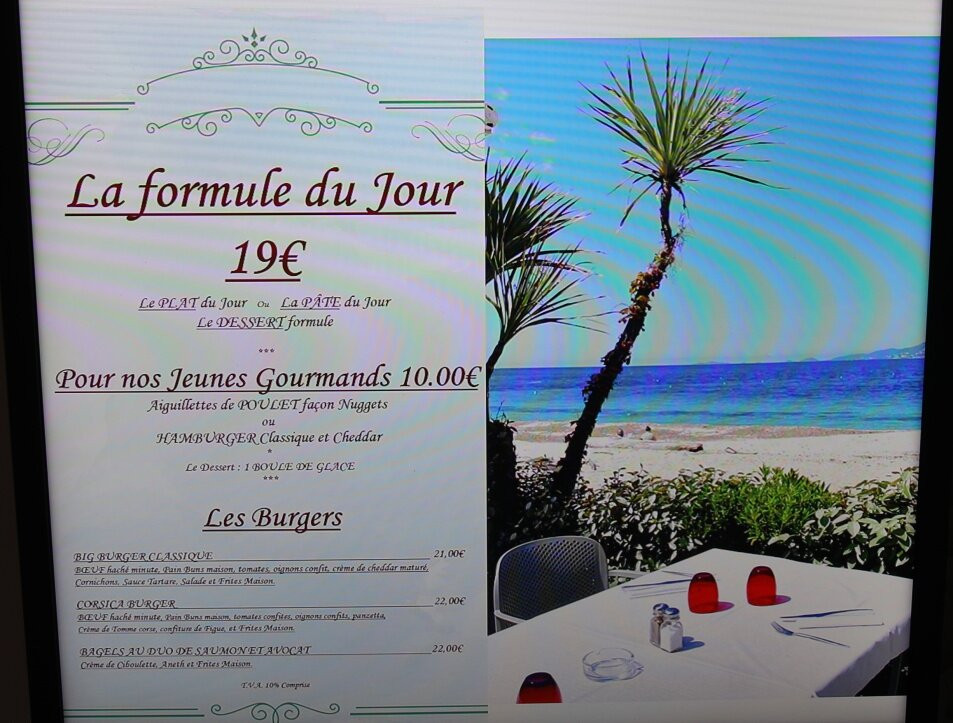 La formule du Jour
19€
Le PLAT du Jour Ou La PÂTE du Jour
Le DESSERT formule
***
Pour nos Jeunes Gourmands 10.00€
Aiguillettes de POULET façon Nuggets
ou
HAMBURGER Classique et Cheddar
*
Le Dessert : 1 BOULE DE GLACE
***
Les Burgers
BIG BURGER CLASSIQUE 21,00€
BŒUF haché minute, Pain Buns maison, tomates, oignons confit, crème de cheddar maturé,
Cornichons, Sauce Tartare, Salade et Frites Maison.
CORSICA BURGER 22,00€
BŒUF haché minute, Pain Buns maison, tomates confites, oignons confits, panzetta,
Crème de Tomme corse, confiture de Figue, et Frites Maison.
BAGELS AU DUO DE SAUMON ET AVOCAT 22,00€
Crème de Ciboulette, Aneth et Frites Maison.
T.V.A. 10% Comprise